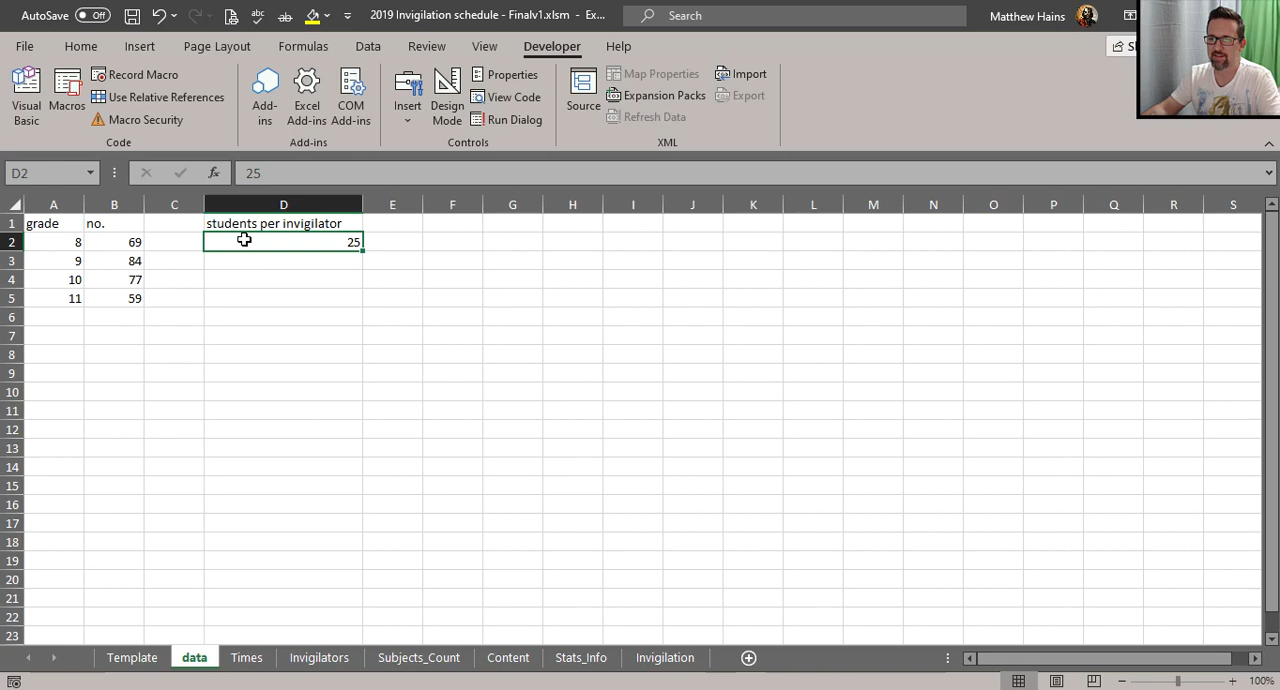 AutoSave Off 2019 Invigilation schedule - Finalv1.xlsm - Ex... Search Matthew Hains
File Home Insert Page Layout Formulas Data Review View Developer Help
Visual Basic
Macros
Record Macro
Use Relative References
Macro Security
Code
Add-ins
Excel Add-ins
COM Add-ins
Add-ins
Insert
Design Mode
Properties
View Code
Run Dialog
Controls
Source
Map Properties
Expansion Packs
Refresh Data
Import
Export
XML
D2 fx 25
A B C D E F G H I J K L M N O P Q R S
1 grade no. students per invigilator
2 8 69 25
3 9 84
4 10 77
5 11 59
6
7
8
9
10
11
12
13
14
15
16
17
18
19
20
21
22
23
Template data Times Invigilators Subjects_Count Content Stats_Info Invigilation
100%